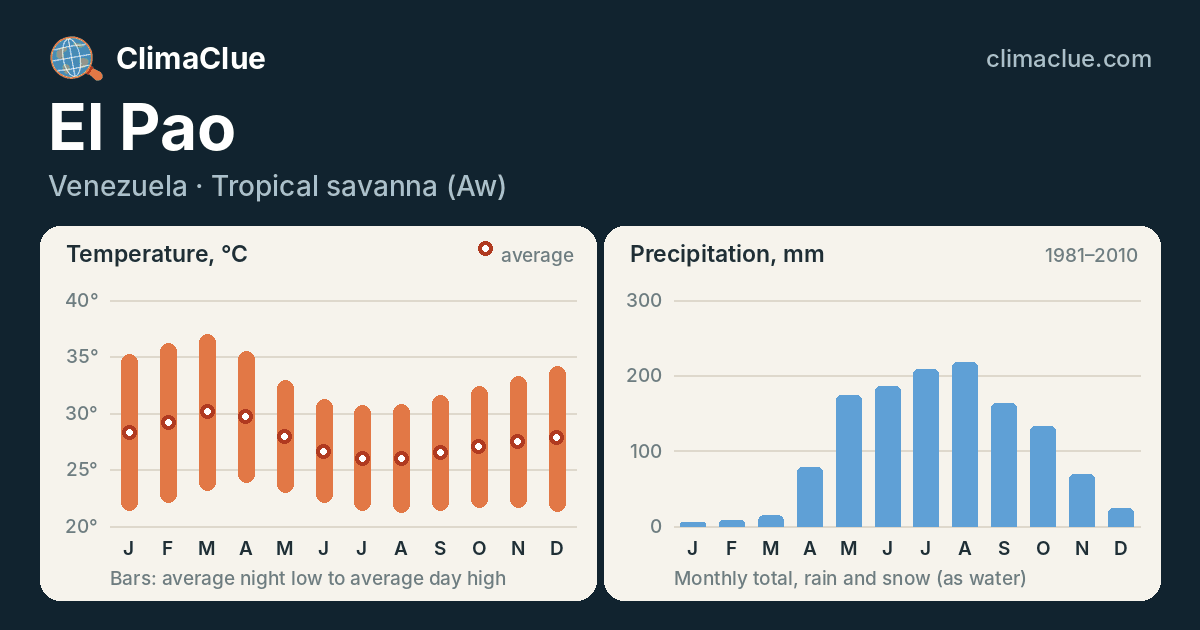 ClimaClue
climaclue.com
El Pao
Venezuela · Tropical savanna (Aw)
Temperature, °C
average
40°
35°
30°
25°
20°
J F M A M J J A S O N D
Bars: average night low to average day high
Precipitation, mm
1981–2010
300
200
100
0
J F M A M J J A S O N D
Monthly total, rain and snow (as water)